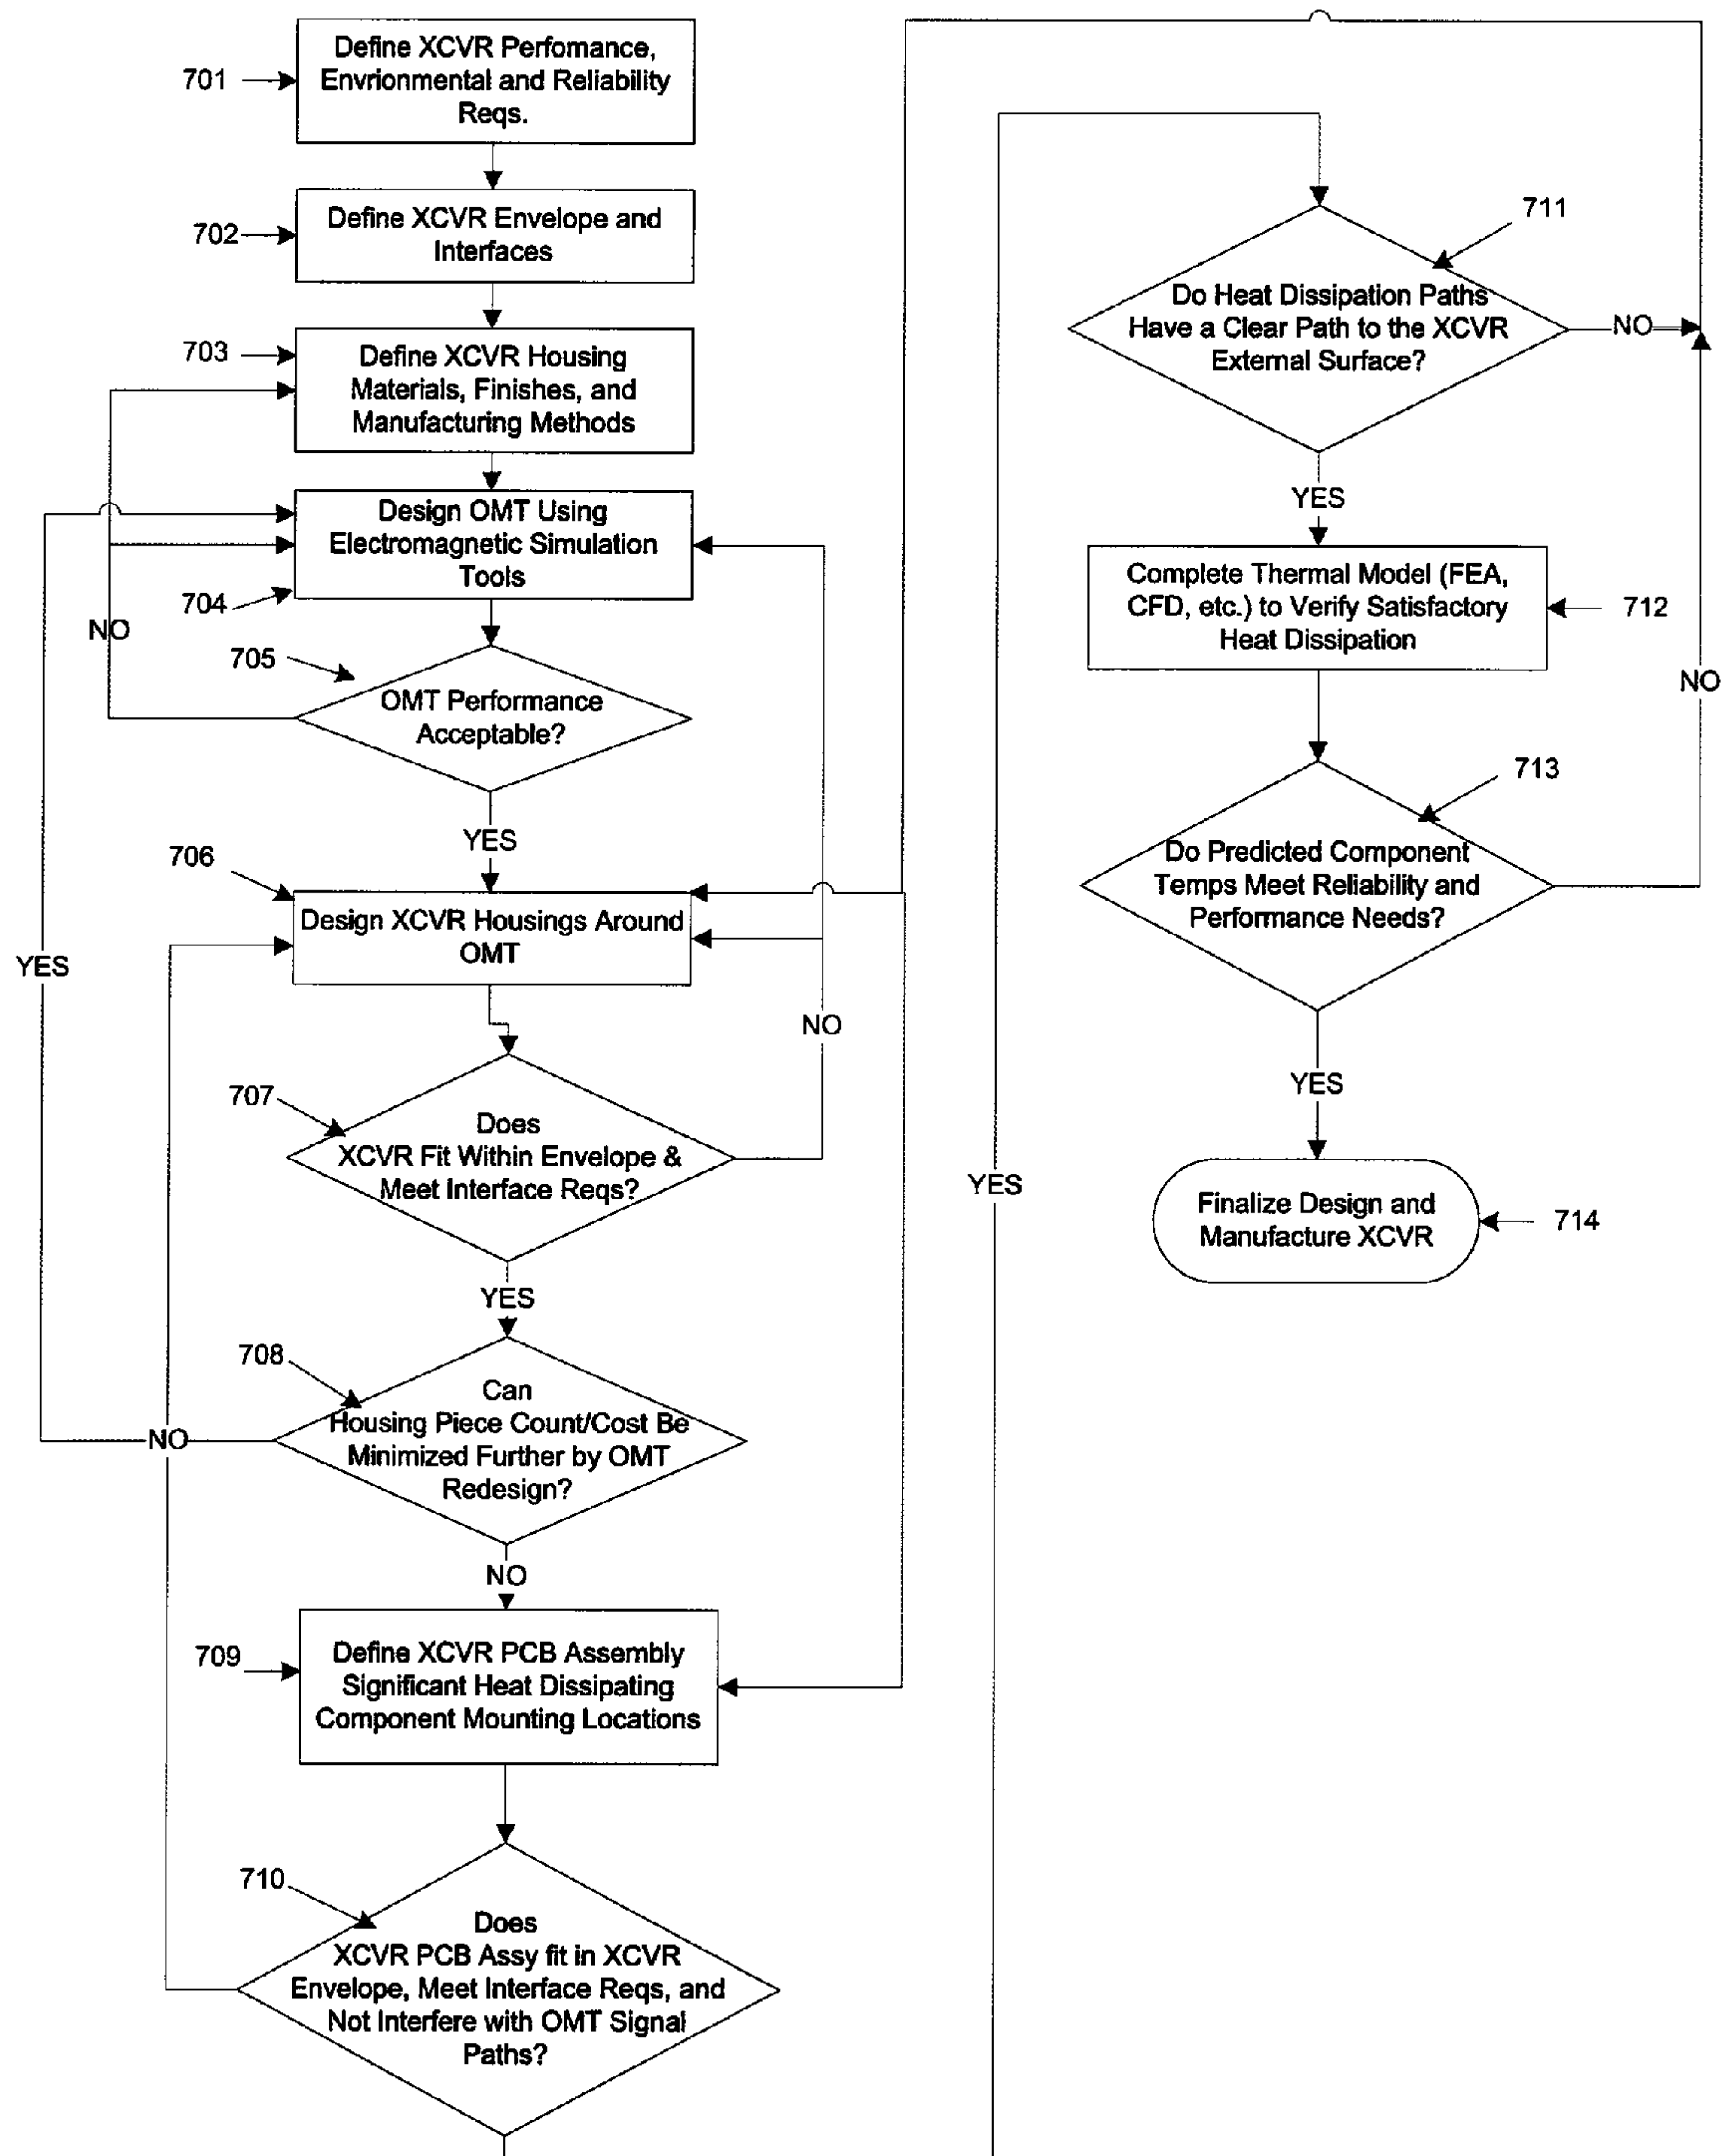 701
Define XCVR Perfomance,
Envrionmental and Reliability
Reqs.
702
Define XCVR Envelope and
Interfaces
703
Define XCVR Housing
Materials, Finishes, and
Manufacturing Methods
Design OMT Using
Electromagnetic Simulation
Tools
704
NO
705
OMT Performance
Acceptable?
YES
706
Design XCVR Housings Around
OMT
YES
NO
707
Does
XCVR Fit Within Envelope &
Meet Interface Reqs?
YES
708
Can
Housing Piece Count/Cost Be
Minimized Further by OMT
Redesign?
NO
NO
709
Define XCVR PCB Assembly
Significant Heat Dissipating
Component Mounting Locations
710
Does
XCVR PCB Assy fit in XCVR
Envelope, Meet Interface Reqs, and
Not Interfere with OMT Signal
Paths?
YES
711
Do Heat Dissipation Paths
Have a Clear Path to the XCVR
External Surface?
NO
YES
Complete Thermal Model (FEA,
CFD, etc.) to Verify Satisfactory
Heat Dissipation
712
NO
713
Do Predicted Component
Temps Meet Reliability and
Performance Needs?
YES
Finalize Design and
Manufacture XCVR
714